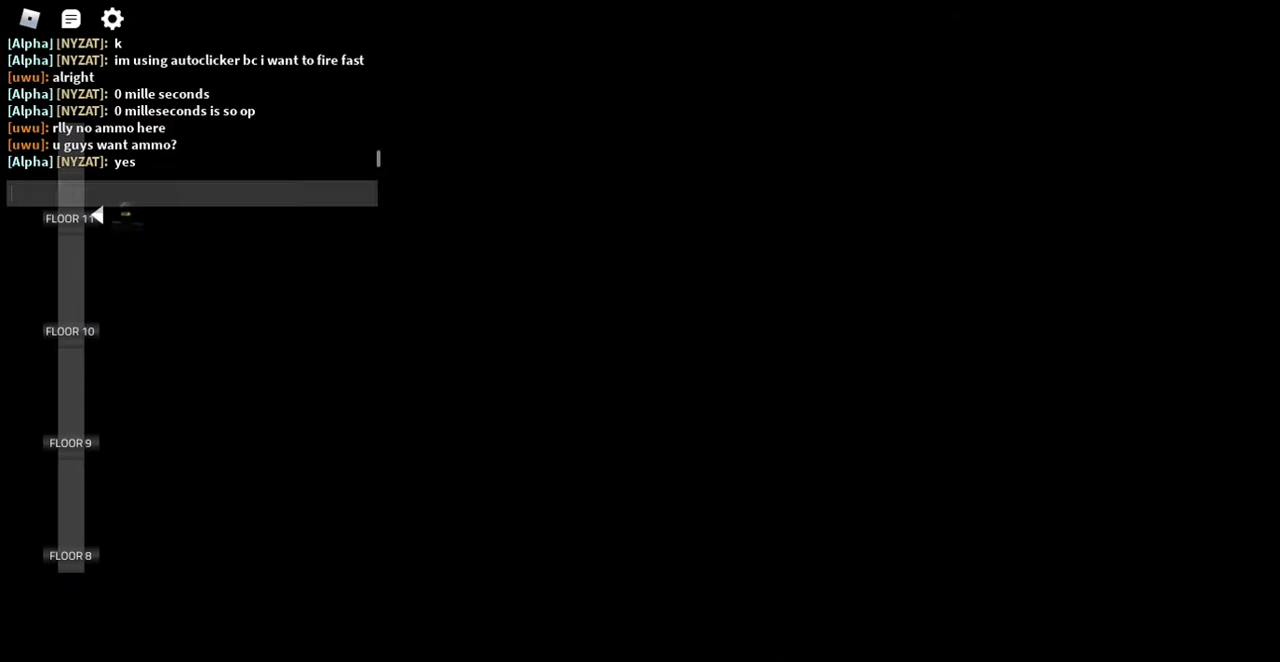 [Alpha] [NYZAT]: k
[Alpha] [NYZAT]: im using autoclicker bc i want to fire fast
[uwu]: alright
[Alpha] [NYZAT]: 0 mille seconds
[Alpha] [NYZAT]: 0 milleseconds is so op
[uwu]: rlly no ammo here
[uwu]: u guys want ammo?
[Alpha] [NYZAT]: yes
FLOOR 11
FLOOR 10
FLOOR 9
FLOOR 8